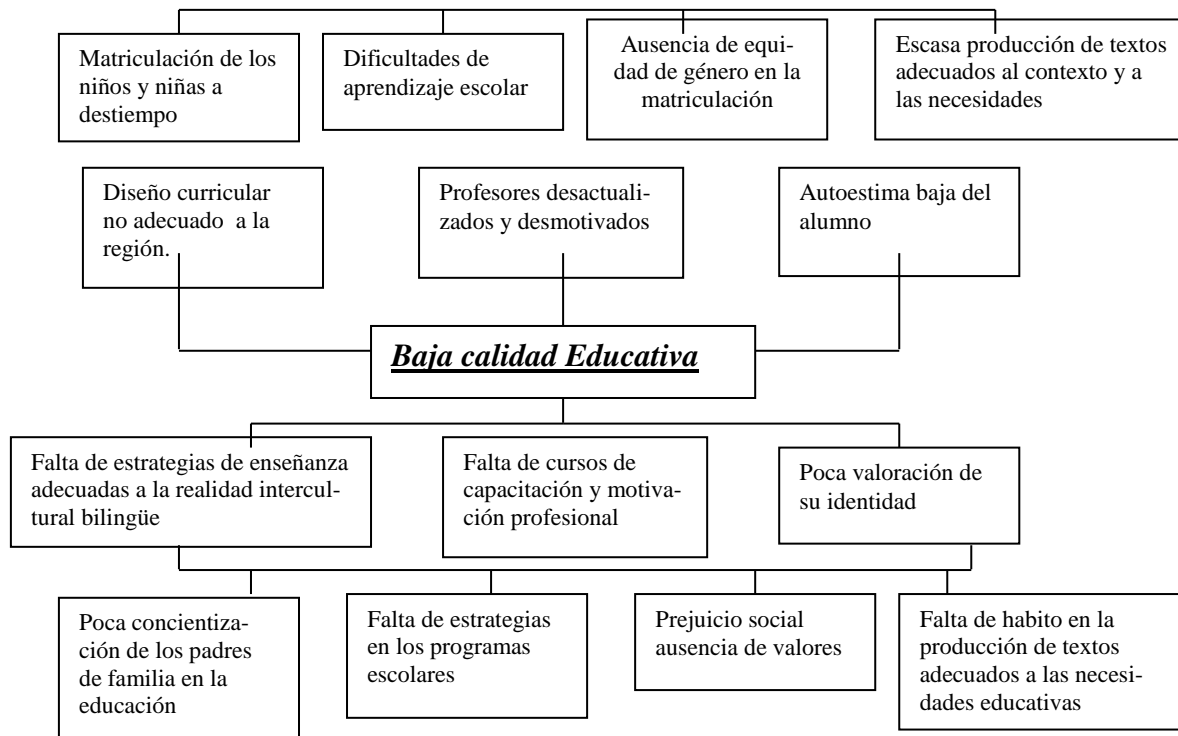 Matriculación de los
niños y niñas a
destiempo
Dificultades de
aprendizaje escolar
Ausencia de equi-
dad de género en la
matriculación
Escasa producción de textos
adecuados al contexto y a
las necesidades
Diseño curricular
no adecuado  a la
región.
Profesores desactuali-
zados y desmotivados
Autoestima baja del
alumno
Baja calidad Educativa
Falta de estrategias de enseñanza
adecuadas a la realidad intercul-
tural bilingüe
Falta de cursos de
capacitación y motiva-
ción profesional
Poca valoración de
su identidad
Poca concientiza-
ción de los padres
de familia en la
educación
Falta de estrategias
en los programas
escolares
Prejuicio social
ausencia de valores
Falta de habito en la
producción de textos
adecuados a las necesi-
dades educativas